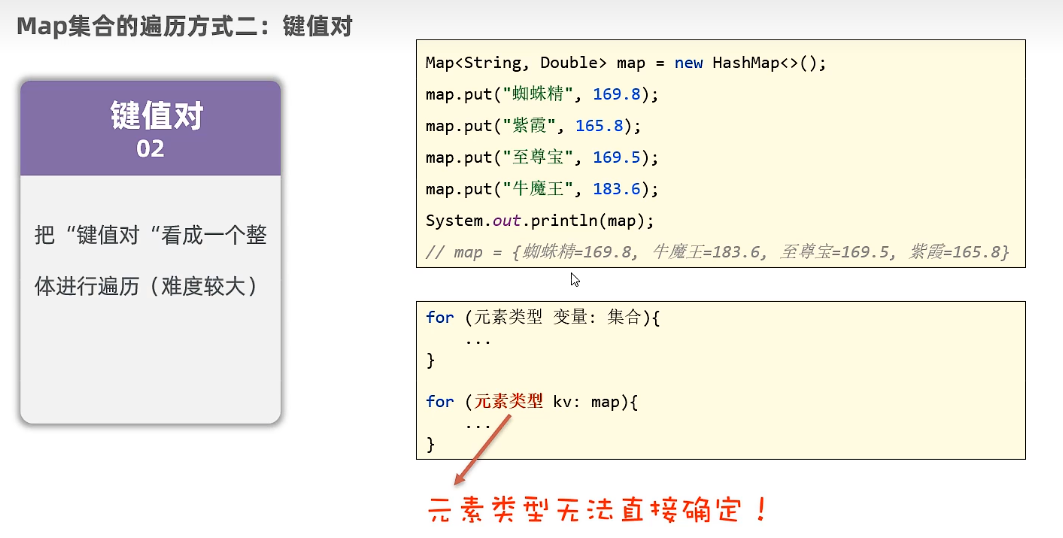 Map集合的遍历方式二：键值对
键值对
02
把“键值对“看成一个整
体进行遍历（难度较大）
Map<String, Double> map = new HashMap<>();
map.put("蜘蛛精", 169.8);
map.put("紫霞", 165.8);
map.put("至尊宝", 169.5);
map.put("牛魔王", 183.6);
System.out.println(map);
// map = {蜘蛛精=169.8, 牛魔王=183.6, 至尊宝=169.5, 紫霞=165.8}
for (元素类型 变量: 集合){
...
}
for (元素类型 kv: map){
...
}
元素类型无法直接确定！